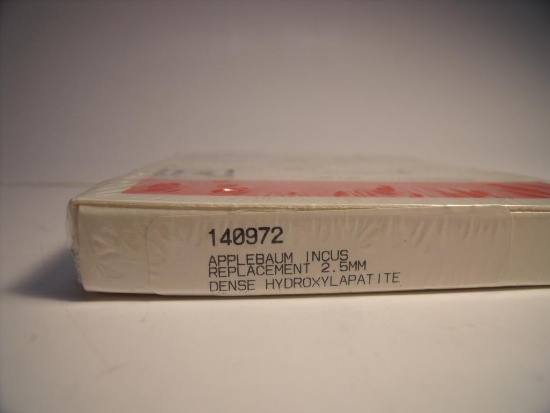 140972
APPLEBAUM INCUS
REPLACEMENT 2.5MM
DENSE HYDROXYLAPATITE